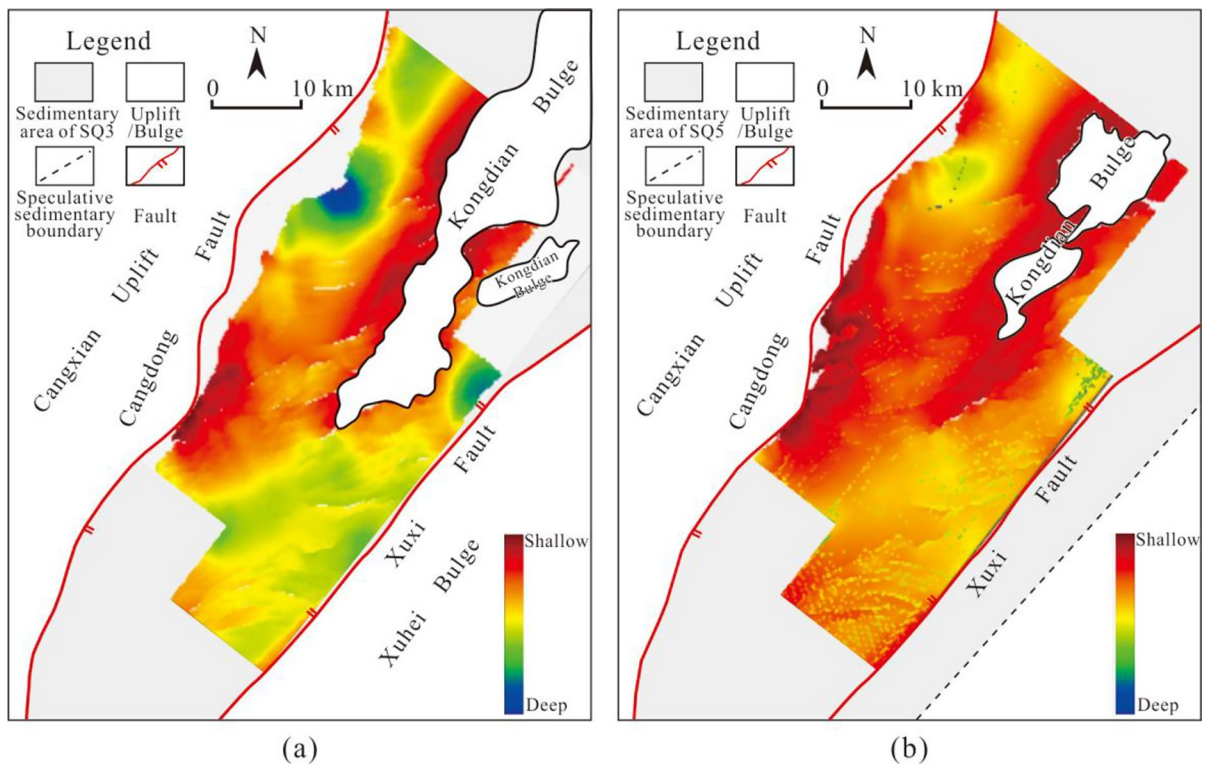 Legend
N
0 10 km
Sedimentary area of SQ3
Uplift /Bulge
Speculative sedimentary boundary
Fault
Bulge
Kongdian
Kongdian Bulge
Fault
Uplift
Cangxian
Cangdong
Fault
Xuxi
Bulge
Xuhei
Shallow
Deep
(a)
Legend
N
0 10 km
Sedimentary area of SQ5
Uplift /Bulge
Speculative sedimentary boundary
Fault
Bulge
Kongdian
Fault
Uplift
Cangxian
Cangdong
Fault
Xuxi
Shallow
Deep
(b)